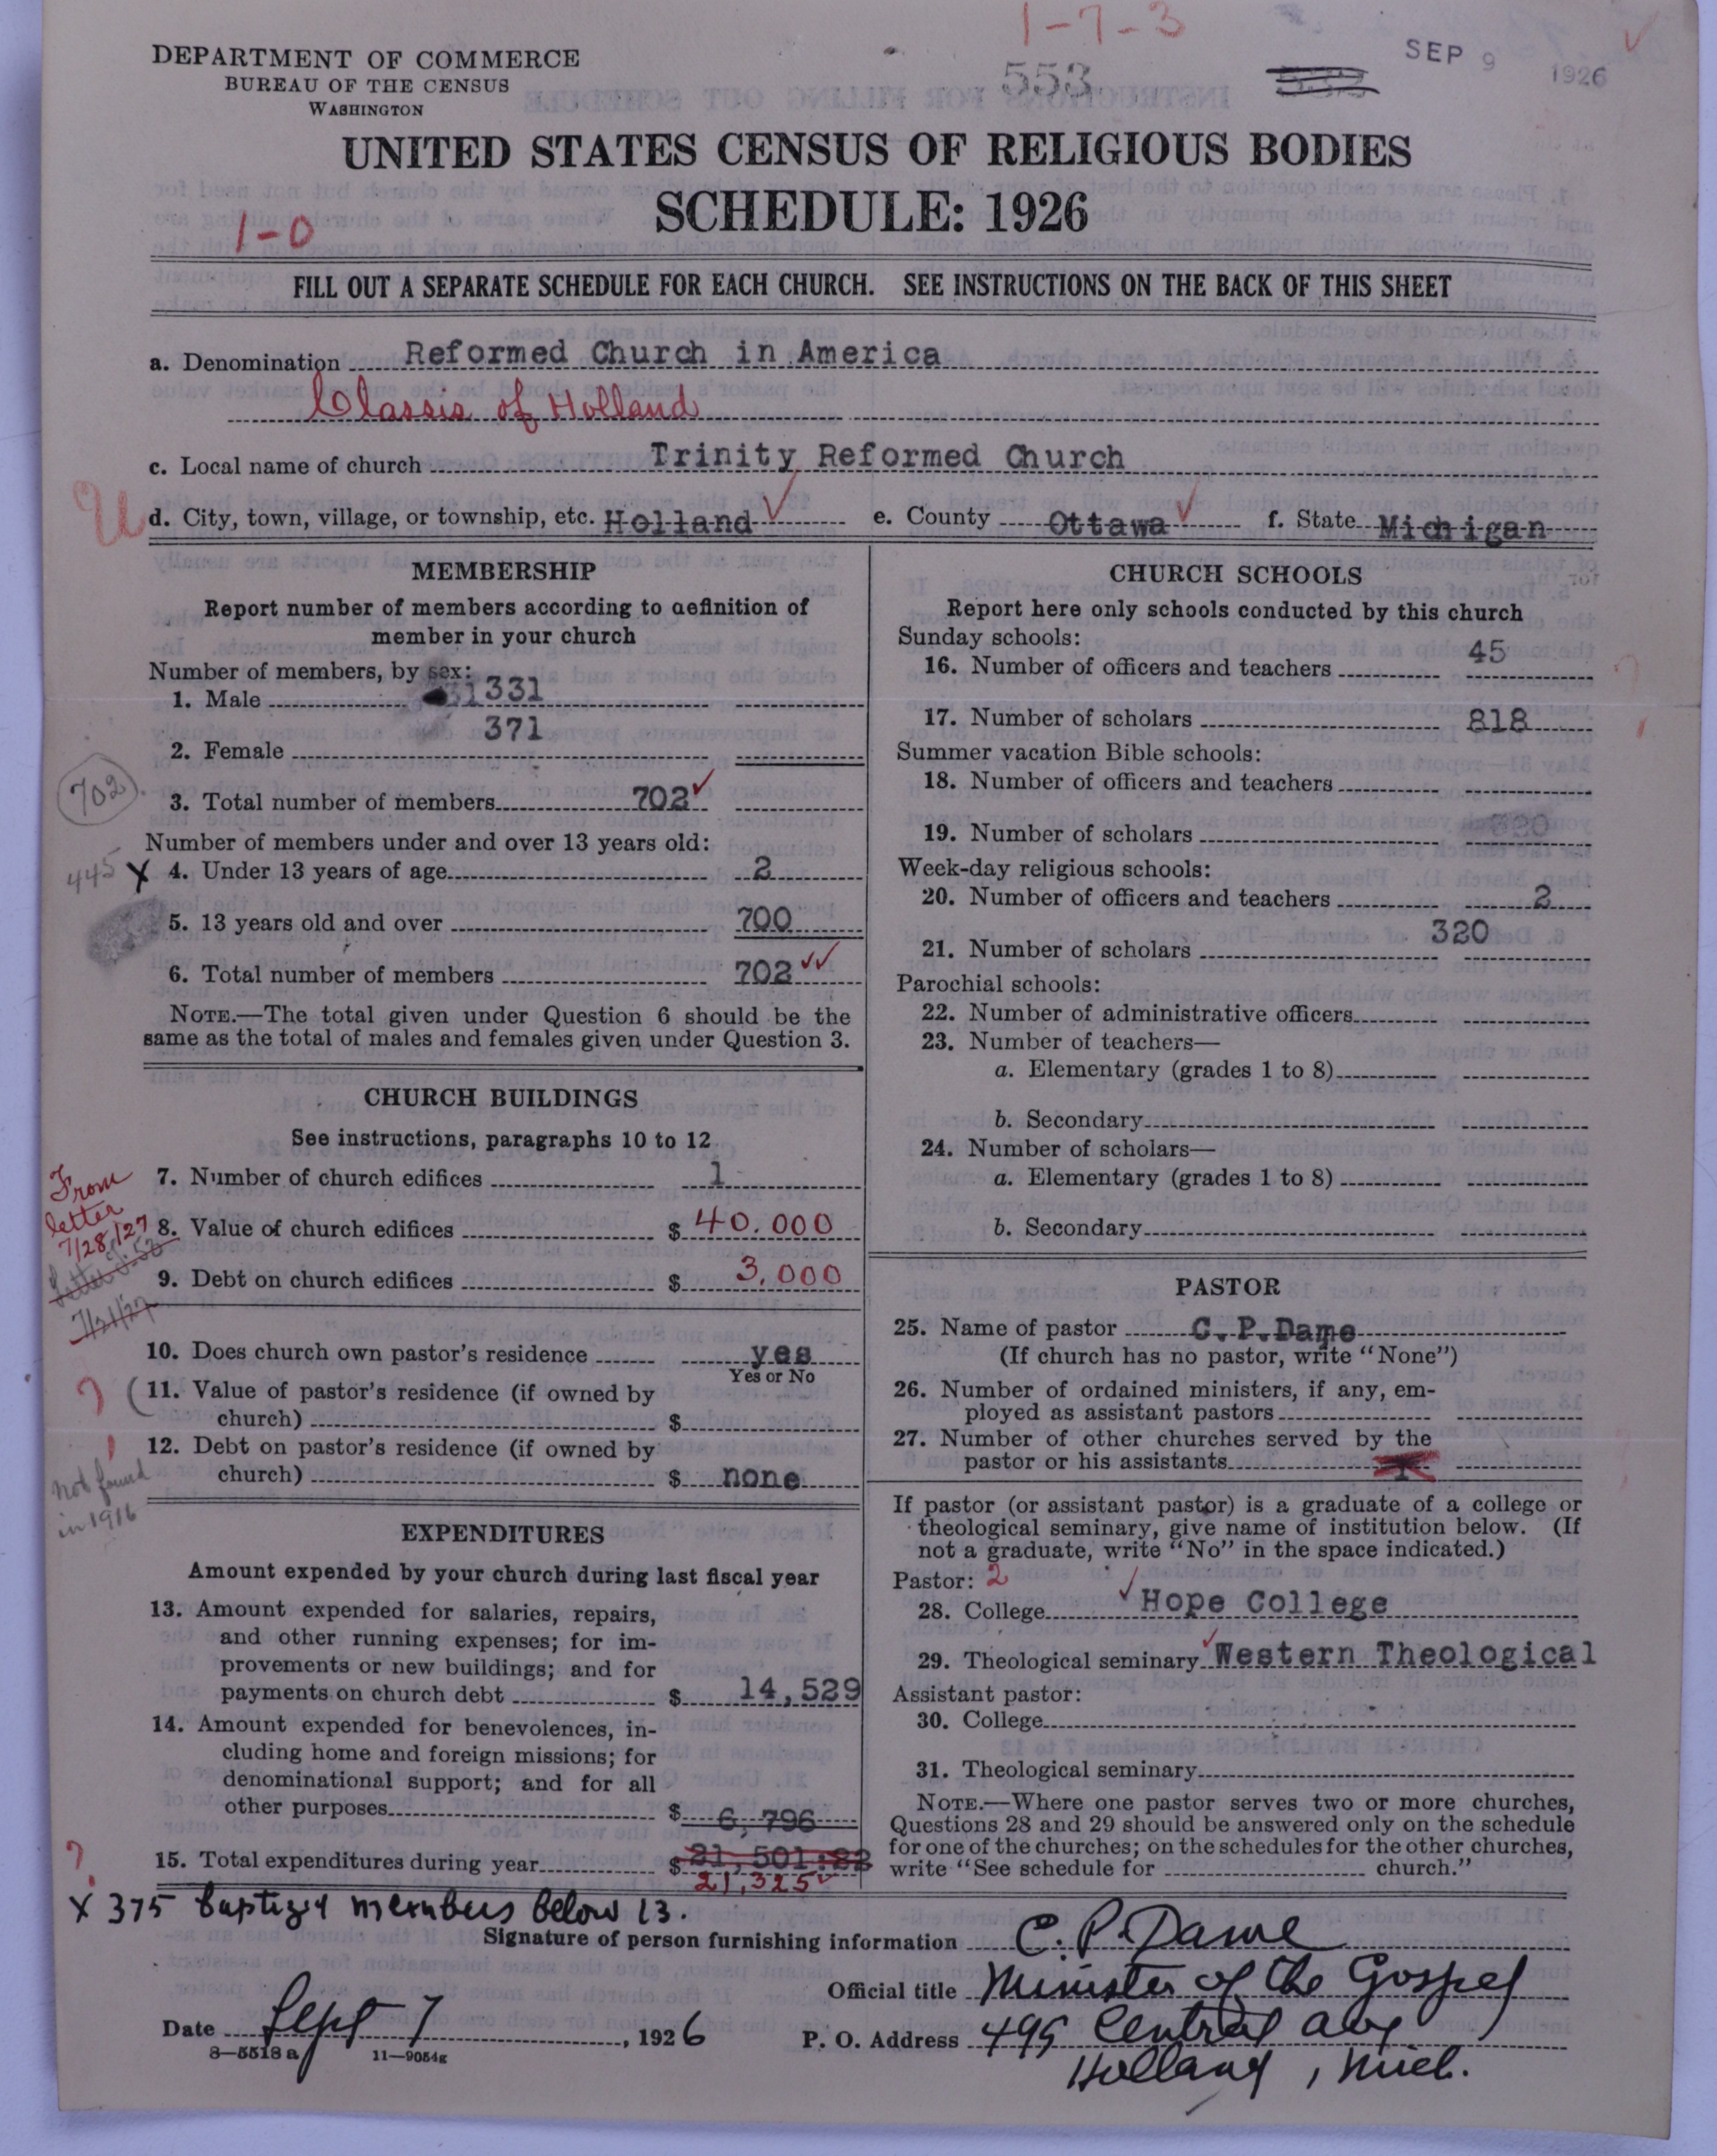 1-7-3
DEPARTMENT OF COMMERCE
BUREAU OF THE CENSUS
WASHINGTON
553
SEP 9 1926
UNITED STATES CENSUS OF RELIGIOUS BODIES
SCHEDULE: 1926
1-0
FILL OUT A SEPARATE SCHEDULE FOR EACH CHURCH. SEE INSTRUCTIONS ON THE BACK OF THIS SHEET
a. Denomination Reformed Church in America
Classis of Holland
c. Local name of church Trinity Reformed Church
U d. City, town, village, or township, etc. Holland e. County Ottawa f. State Michigan
MEMBERSHIP
Report number of members according to definition of
member in your church
Number of members, by sex:
1. Male 331
371
2. Female
702
3. Total number of members 702
Number of members under and over 13 years old:
445 X 4. Under 13 years of age 2
5. 13 years old and over 700
6. Total number of members 702
NOTE.—The total given under Question 6 should be the
same as the total of males and females given under Question 3.
CHURCH BUILDINGS
See instructions, paragraphs 10 to 12
7. Number of church edifices 1
From
letter
7/28/27
8. Value of church edifices $ 40.000
7/21/27
9. Debt on church edifices $ 3.000
10. Does church own pastor's residence yes
Yes or No
? ( 11. Value of pastor's residence (if owned by
church) $
12. Debt on pastor's residence (if owned by
church) $ none
Not found
in 1916
EXPENDITURES
Amount expended by your church during last fiscal year
13. Amount expended for salaries, repairs,
and other running expenses; for im-
provements or new buildings; and for
payments on church debt $ 14,529
14. Amount expended for benevolences, in-
cluding home and foreign missions; for
denominational support; and for all
other purposes $ 6,796
? 15. Total expenditures during year $ 21,501.22
21,325
CHURCH SCHOOLS
Report here only schools conducted by this church
Sunday schools:
16. Number of officers and teachers 45
17. Number of scholars 818
Summer vacation Bible schools:
18. Number of officers and teachers
19. Number of scholars 320
Week-day religious schools:
20. Number of officers and teachers 2
320
21. Number of scholars
Parochial schools:
22. Number of administrative officers
23. Number of teachers—
a. Elementary (grades 1 to 8)
b. Secondary
24. Number of scholars—
a. Elementary (grades 1 to 8)
b. Secondary
PASTOR
25. Name of pastor C.P.Dame
(If church has no pastor, write "None")
26. Number of ordained ministers, if any, em-
ployed as assistant pastors
27. Number of other churches served by the
pastor or his assistants
If pastor (or assistant pastor) is a graduate of a college or
theological seminary, give name of institution below. (If
not a graduate, write "No" in the space indicated.)
Pastor: 2
28. College Hope College
29. Theological seminary Western Theological
Assistant pastor:
30. College
31. Theological seminary
NOTE.—Where one pastor serves two or more churches,
Questions 28 and 29 should be answered only on the schedule
for one of the churches; on the schedules for the other churches,
write "See schedule for church."
X 375 baptized members below 13.
Signature of person furnishing information C. P. Dame
Official title Minister of the Gospel
Date Sept 7, 1926 P. O. Address 495 Central Ave
Holland, Mich.
8—5518 a 11—9054g